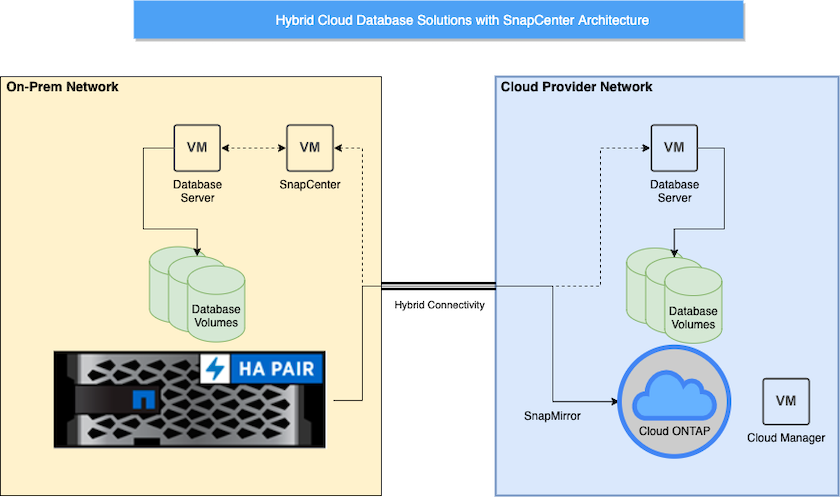 Hybrid Cloud Database Solutions with SnapCenter Architecture
On-Prem Network
VM
Database
Server
VM
SnapCenter
Database
Volumes
HA PAIR
Hybrid Connectivity
Cloud Provider Network
VM
Database
Server
Database
Volumes
SnapMirror
Cloud ONTAP
VM
Cloud Manager